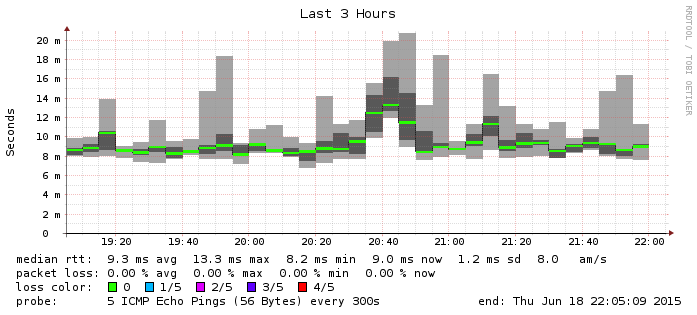 Last 3 Hours
RRDTOOL / TOBI OETIKER
Seconds
20 m
18 m
16 m
14 m
12 m
10 m
8 m
6 m
4 m
2 m
0
19:20 19:40 20:00 20:20 20:40 21:00 21:20 21:40 22:00
median rtt: 9.3 ms avg 13.3 ms max 8.2 ms min 9.0 ms now 1.2 ms sd 8.0 am/s
packet loss: 0.00 % avg 0.00 % max 0.00 % min 0.00 % now
loss color: 0 1/5 2/5 3/5 4/5
probe: 5 ICMP Echo Pings (56 Bytes) every 300s end: Thu Jun 18 22:05:09 2015